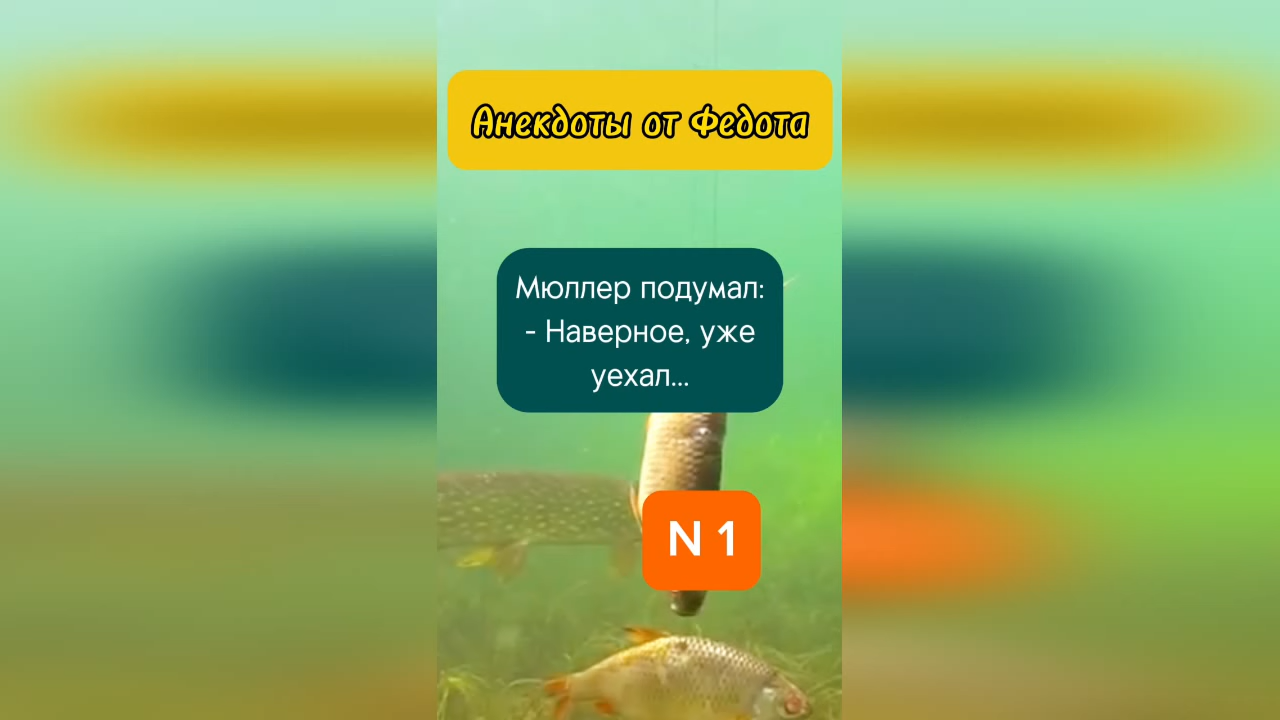 Анекдоты от Федота
Мюллер подумал:
- Наверное, уже
уехал...
N 1